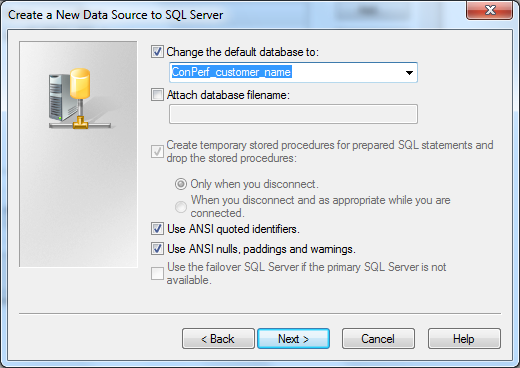 Create a New Data Source to SQL Server
Change the default database to:
ConPerf_customer_name
Attach database filename:
Create temporary stored procedures for prepared SQL statements and
drop the stored procedures:
Only when you disconnect.
When you disconnect and as appropriate while you are
connected.
Use ANSI quoted identifiers.
Use ANSI nulls, paddings and warnings.
Use the failover SQL Server if the primary SQL Server is not
available.
< Back Next > Cancel Help